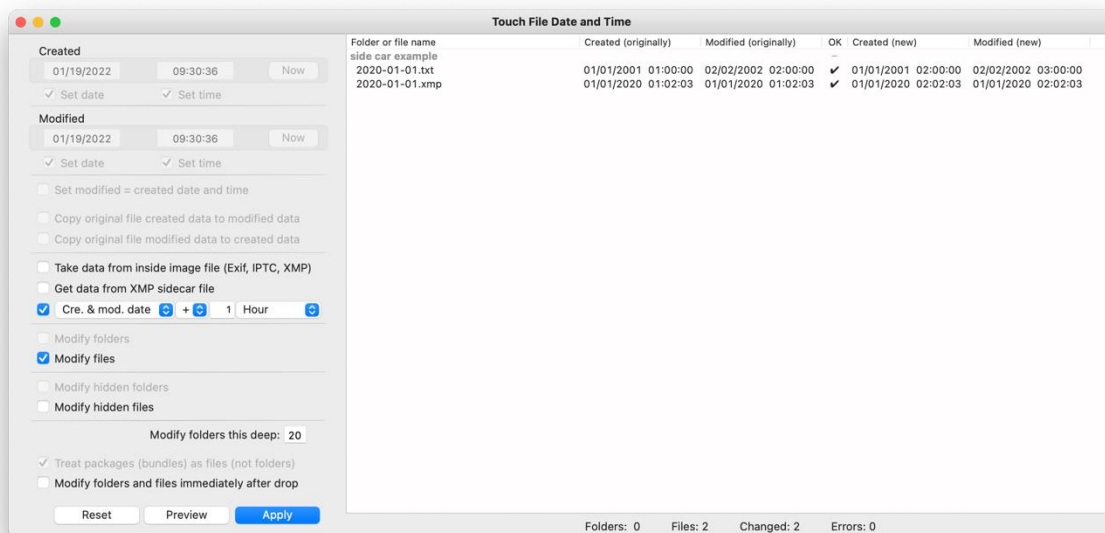 Touch File Date and Time
Created
01/19/2022 09:30:36 Now
Set date Set time
Modified
01/19/2022 09:30:36 Now
Set date Set time
Set modified = created date and time
Copy original file created data to modified data
Copy original file modified data to created data
Take data from inside image file (Exif, IPTC, XMP)
Get data from XMP sidecar file
Cre. & mod. date + 1 Hour
Modify folders
Modify files
Modify hidden folders
Modify hidden files
Modify folders this deep: 20
Treat packages (bundles) as files (not folders)
Modify folders and files immediately after drop
Reset Preview Apply
Folder or file name Created (originally) Modified (originally) OK Created (new) Modified (new)
side car example –
2020-01-01.txt 01/01/2001 01:00:00 02/02/2002 02:00:00 ✔ 01/01/2001 02:00:00 02/02/2002 03:00:00
2020-01-01.xmp 01/01/2020 01:02:03 01/01/2020 01:02:03 ✔ 01/01/2020 02:02:03 01/01/2020 02:02:03
Folders: 0 Files: 2 Changed: 2 Errors: 0